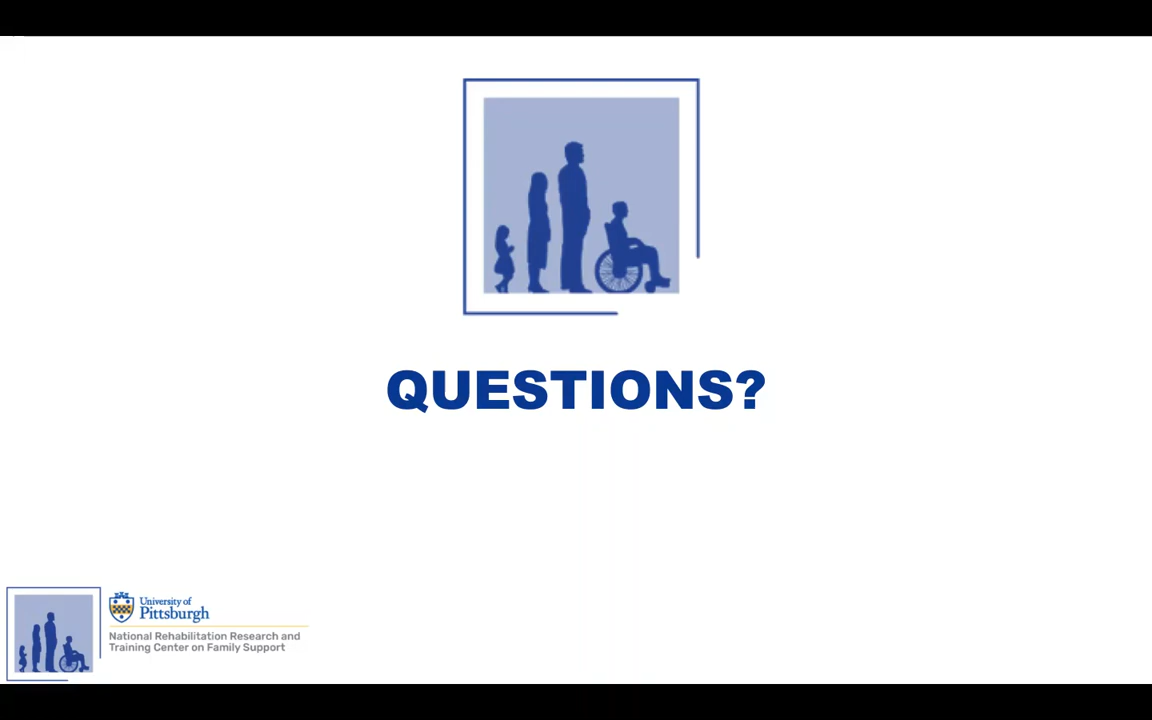 QUESTIONS?
University of
Pittsburgh
National Rehabilitation Research and
Training Center on Family Support